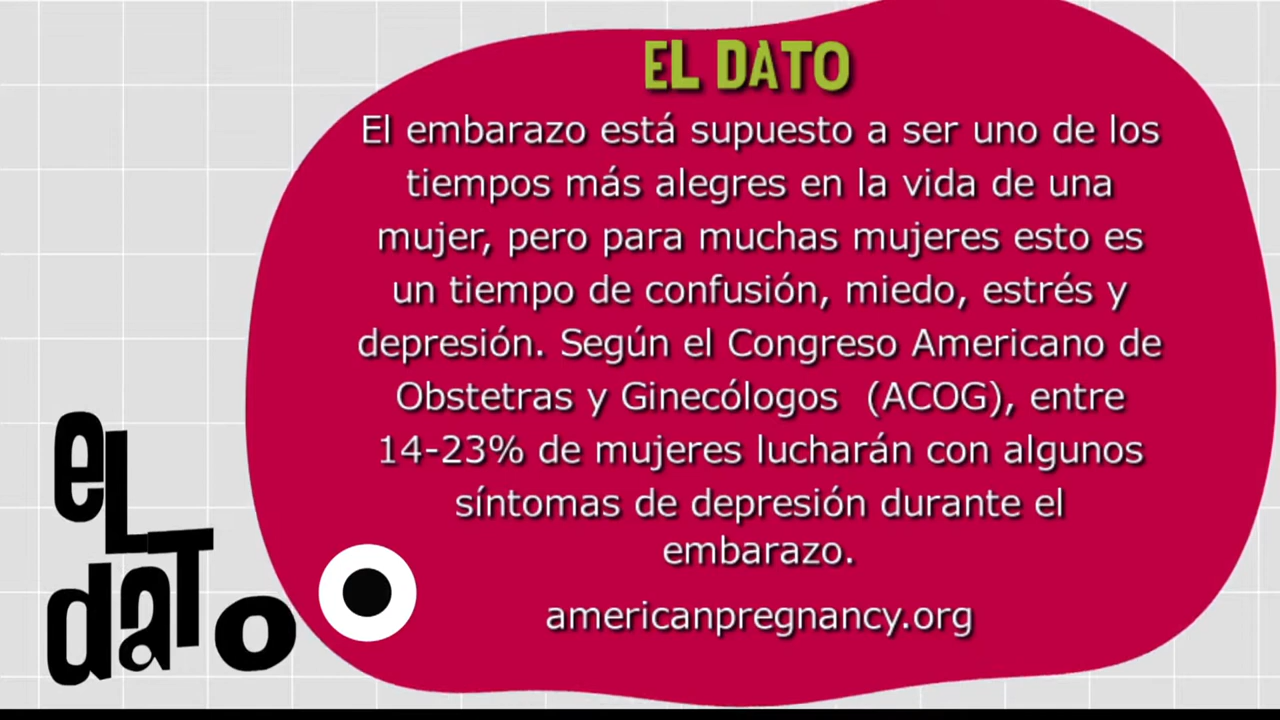 EL DATO
El embarazo está supuesto a ser uno de los
tiempos más alegres en la vida de una
mujer, pero para muchas mujeres esto es
un tiempo de confusión, miedo, estrés y
depresión. Según el Congreso Americano de
Obstetras y Ginecólogos (ACOG), entre
14-23% de mujeres lucharán con algunos
síntomas de depresión durante el
embarazo.
americanpregnancy.org
eL
daTo